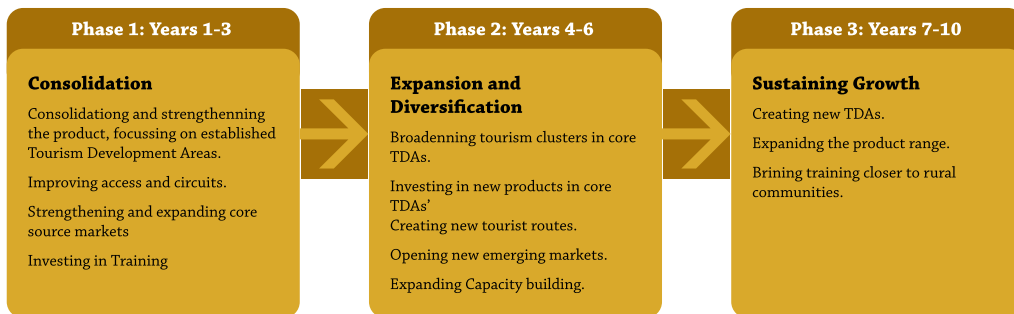 Phase 1: Years 1-3
Consolidation
Consolidationg and strengthenning
the product, focussing on established
Tourism Development Areas.
Improving access and circuits.
Strengthening and expanding core
source markets
Investing in Training
Phase 2: Years 4-6
Expansion and
Diversification
Broadenning tourism clusters in core
TDAs.
Investing in new products in core
TDAs’
Creating new tourist routes.
Opening new emerging markets.
Expanding Capacity building.
Phase 3: Years 7-10
Sustaining Growth
Creating new TDAs.
Expanidng the product range.
Brining training closer to rural
communities.